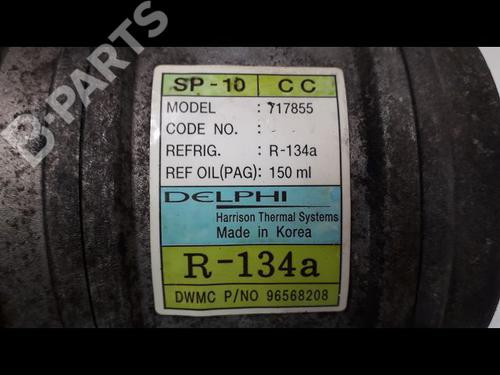 B-PARTS
SP-10 CC
MODEL : 717855
CODE NO. :
REFRIG. : R-134a
REF OIL(PAG): 150 ml
DELPHI
Harrison Thermal Systems
Made in Korea
R-134a
DWMC P/NO 96568208